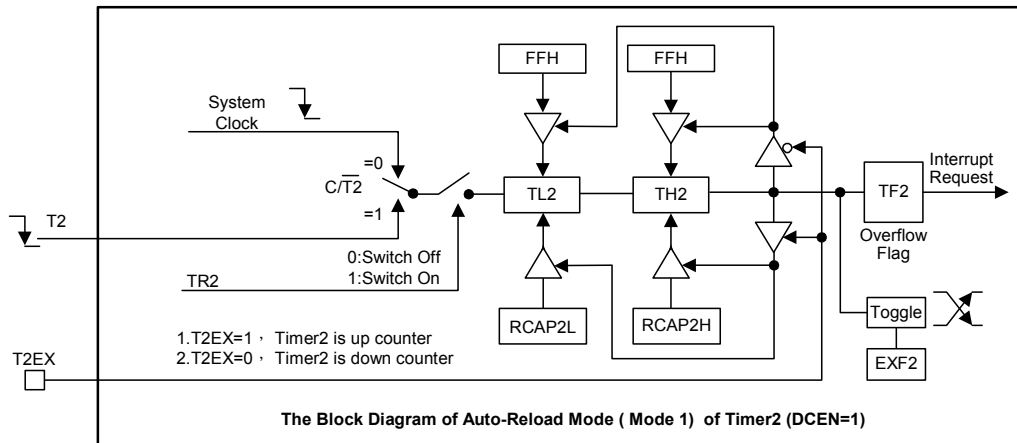 FFH
FFH
System
Clock
=0
C/T2
=1
TL2
TH2
TF2
Interrupt
Request
T2
Overflow
Flag
0:Switch Off
1:Switch On
TR2
RCAP2L
RCAP2H
Toggle
EXF2
1.T2EX=1, Timer2 is up counter
2.T2EX=0, Timer2 is down counter
T2EX
The Block Diagram of Auto-Reload Mode ( Mode 1) of Timer2 (DCEN=1)